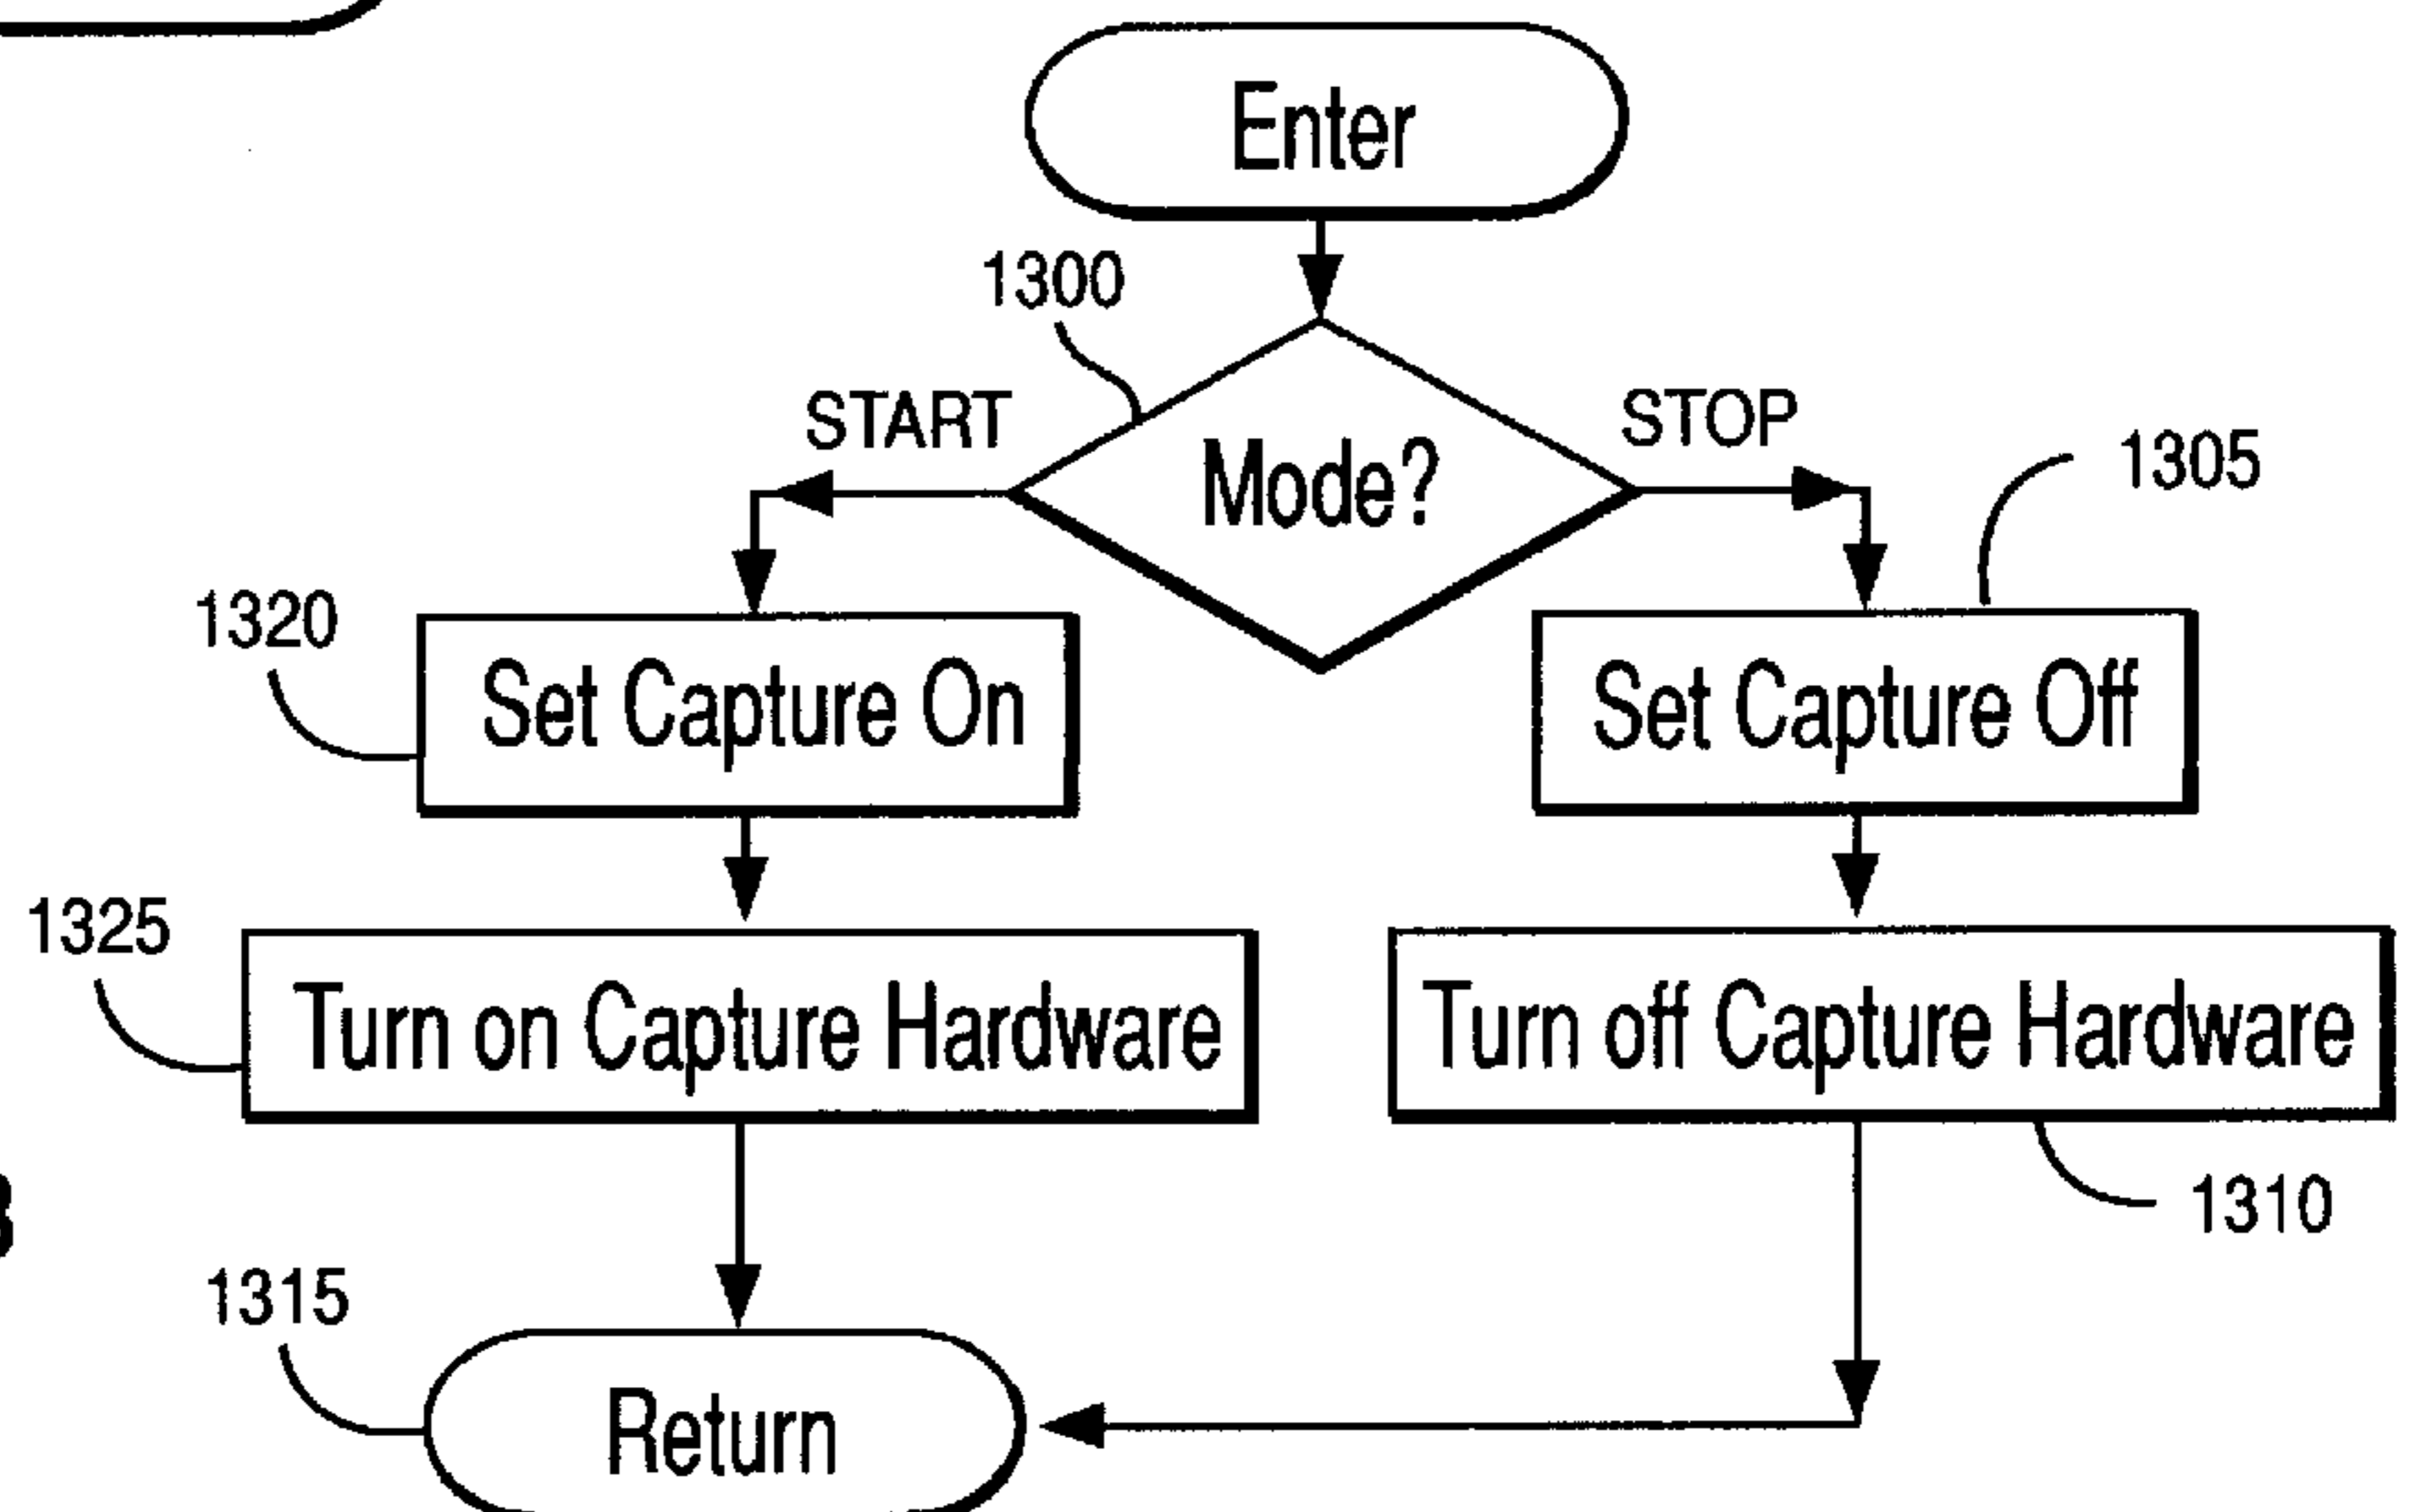 Enter
1300
START
Mode?
STOP
1305
1320
Set Capture On
Set Capture Off
1325
Turn on Capture Hardware
Turn off Capture Hardware
1310
1315
Return